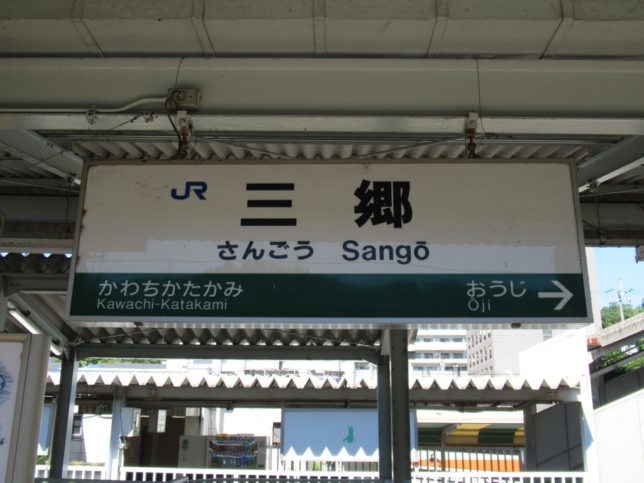 JR 三郷
さんごう Sangō
かわちかたかみ おうじ →
Kawachi-Katakami Ōji